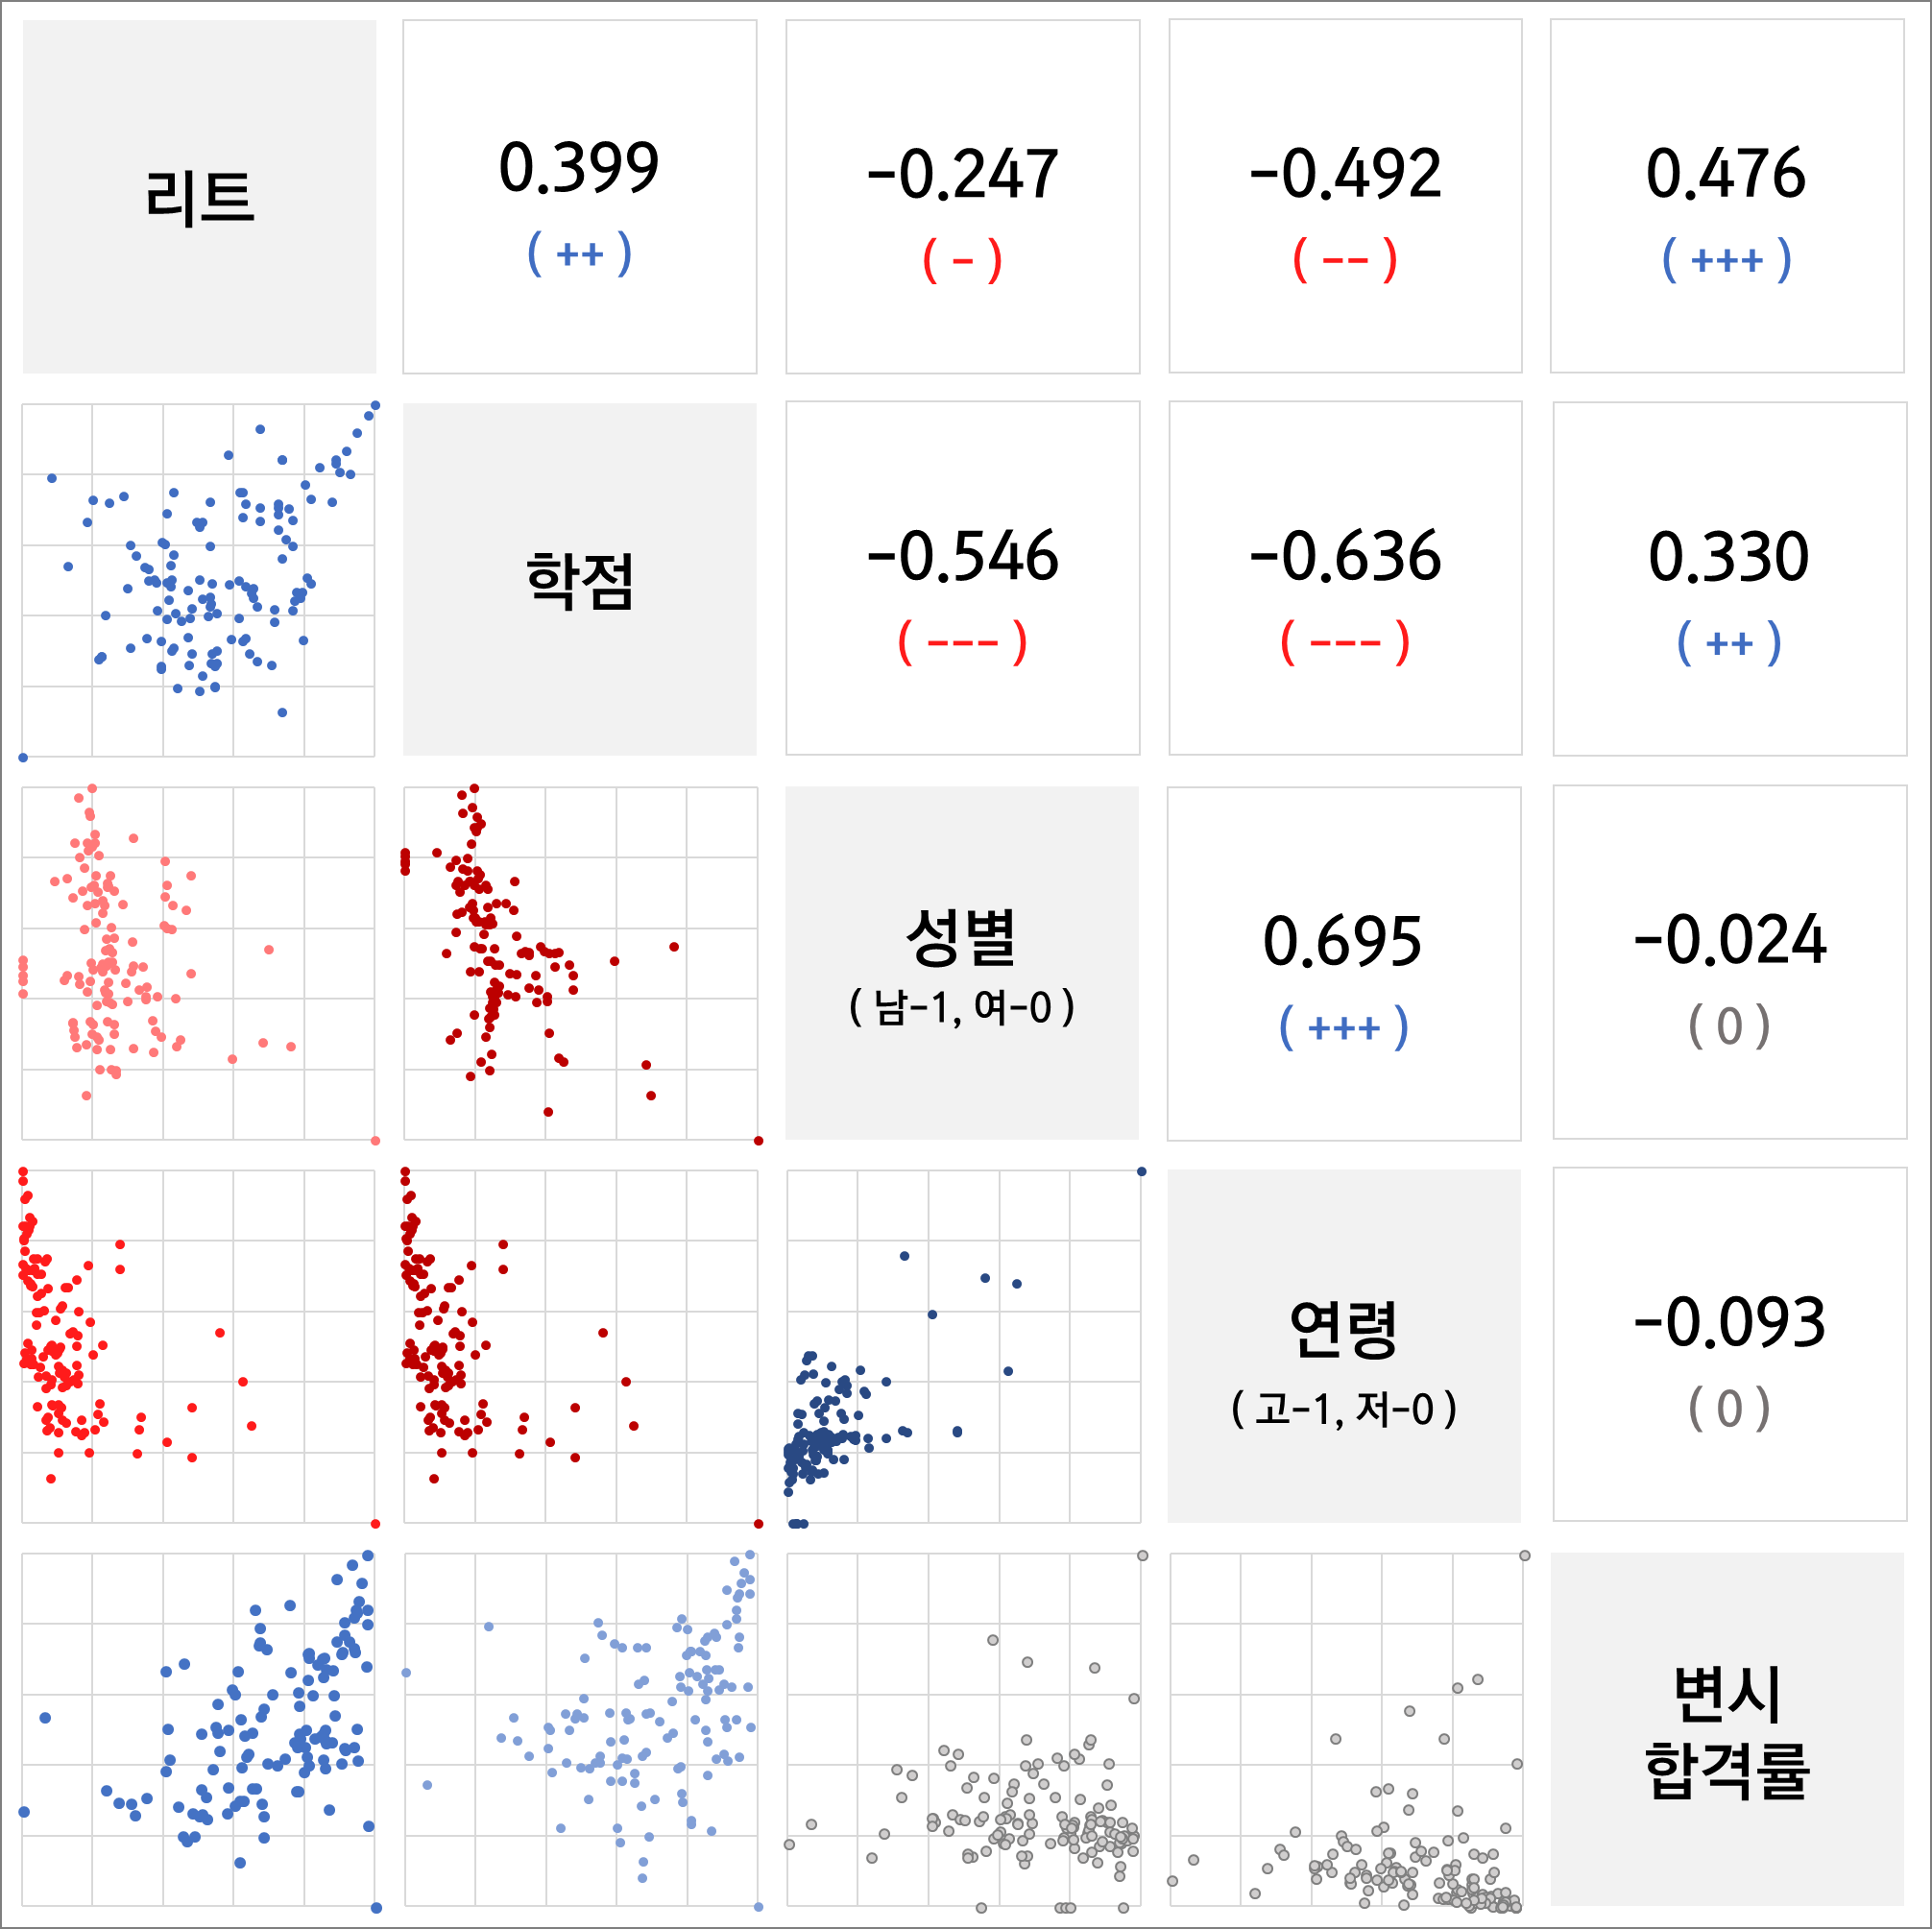 리트
0.399
( ++ )
-0.247
( - )
-0.492
( -- )
0.476
( +++ )
학점
-0.546
( --- )
-0.636
( --- )
0.330
( ++ )
성별
( 남-1, 여-0 )
0.695
( +++ )
-0.024
( 0 )
연령
( 고-1, 저-0 )
-0.093
( 0 )
변시
합격률